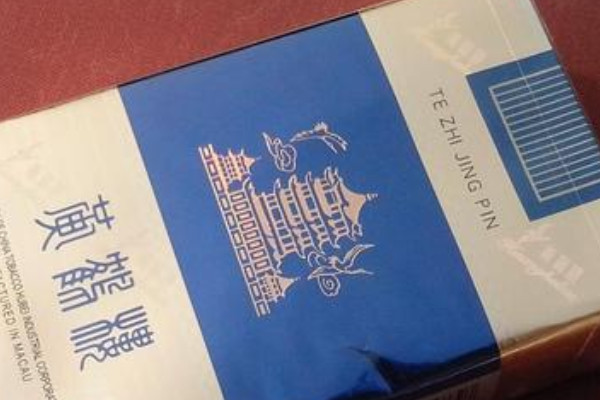 TE ZHI JING PIN
黄鹤楼
CHINA TOBACCO HUBEI INDUSTRIAL CORPORA
CTURED IN MACAU